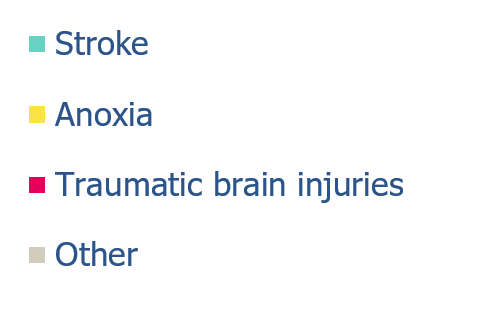 Stroke
Anoxia
Traumatic brain injuries
Other